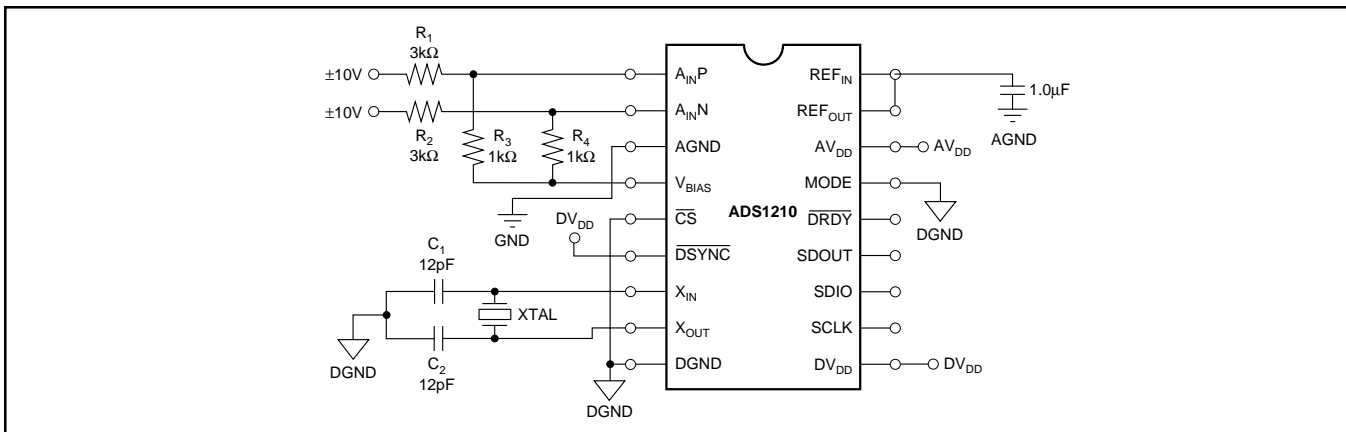 R1
3kΩ
±10V
±10V
R2
3kΩ
R3
1kΩ
R4
1kΩ
GND
DVDD
C1
12pF
XTAL
C2
12pF
DGND
DGND
AINP
AINN
AGND
VBIAS
CS
DSYNC
XIN
XOUT
DGND
ADS1210
REFIN
REFOUT
AVDD
MODE
DRDY
SDOUT
SDIO
SCLK
DVDD
1.0µF
AGND
AVDD
DGND
DVDD